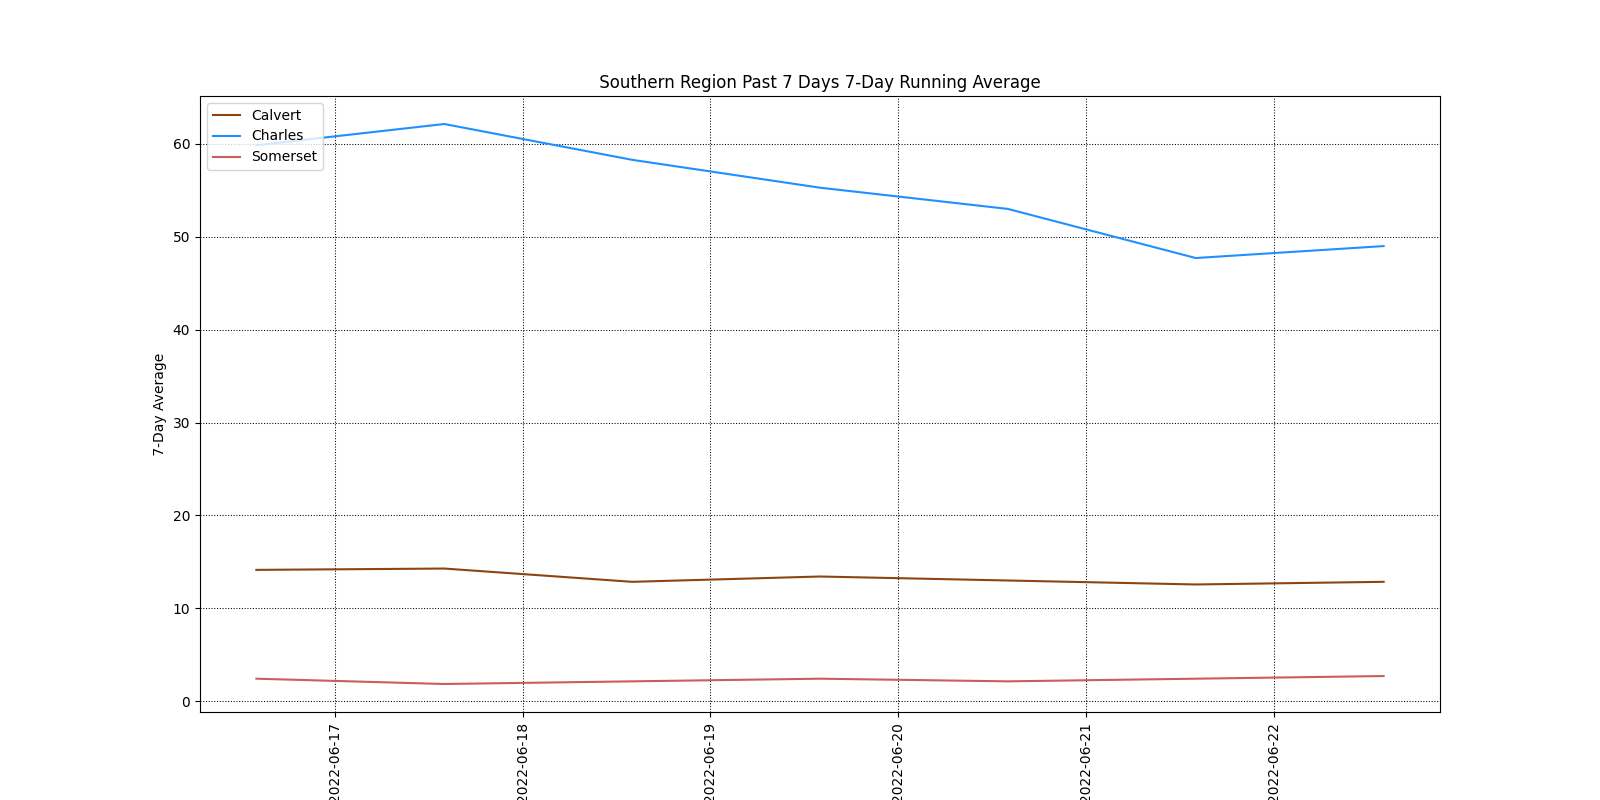 Southern Region Past 7 Days 7-Day Running Average
Calvert
Charles
Somerset
60
50
40
30
20
10
0
7-Day Average
2022-06-17
2022-06-18
2022-06-19
2022-06-20
2022-06-21
2022-06-22